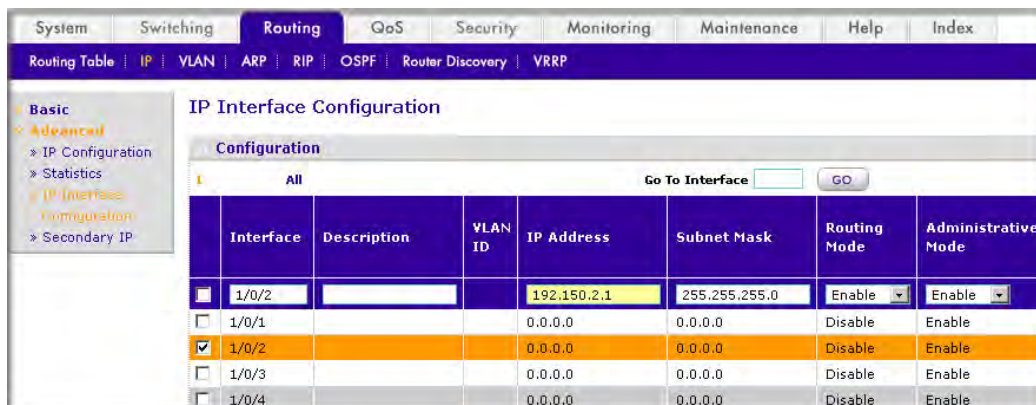 System Switching Routing QoS Security Monitoring Maintenance Help Index
Routing Table IP VLAN ARP RIP OSPF Router Discovery VRRP
Basic
Advanced
» IP Configuration
» Statistics
» IP Interface
Configuration
» Secondary IP
IP Interface Configuration
Configuration
1 All Go To Interface GO
Interface Description VLAN ID IP Address Subnet Mask Routing Mode Administrative Mode
1/0/2 192.150.2.1 255.255.255.0 Enable Enable
1/0/1 0.0.0.0 0.0.0.0 Disable Enable
1/0/2 0.0.0.0 0.0.0.0 Disable Enable
1/0/3 0.0.0.0 0.0.0.0 Disable Enable
1/0/4 0.0.0.0 0.0.0.0 Disable Enable